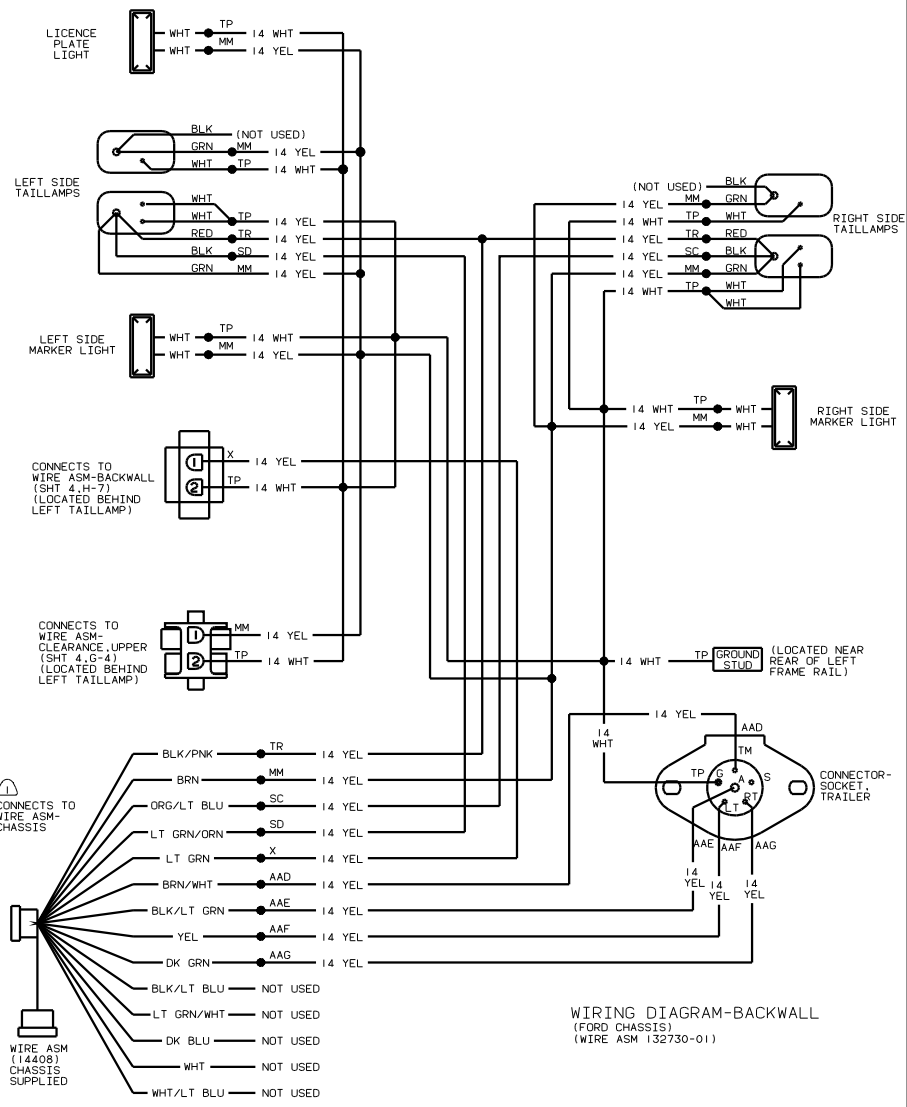 LICENCE
PLATE
LIGHT
WHT TP 14 WHT
WHT MM 14 YEL
BLK (NOT USED)
GRN MM 14 YEL
WHT TP 14 WHT
LEFT SIDE
TAILLAMPS
WHT
WHT TP 14 YEL
RED TR 14 YEL
BLK SD 14 YEL
GRN MM 14 YEL
(NOT USED) BLK
14 YEL MM GRN
14 WHT TP WHT
RIGHT SIDE
TAILLAMPS
14 YEL TR RED
14 YEL SC BLK
14 YEL MM GRN
14 WHT TP WHT
WHT
LEFT SIDE
MARKER LIGHT
WHT TP 14 WHT
WHT MM 14 YEL
14 WHT TP WHT
14 YEL MM WHT
RIGHT SIDE
MARKER LIGHT
CONNECTS TO
WIRE ASM-BACKWALL
(SHT 4,H-7)
(LOCATED BEHIND
LEFT TAILLAMP)
1 X 14 YEL
2 TP 14 WHT
CONNECTS TO
WIRE ASM-
CLEARANCE,UPPER
(SHT 4,G-4)
(LOCATED BEHIND
LEFT TAILLAMP)
1 MM 14 YEL
2 TP 14 WHT
14 WHT TP GROUND
STUD
(LOCATED NEAR
REAR OF LEFT
FRAME RAIL)
14 YEL AAD
14
WHT
TM
TP G A S
LT RT
CONNECTOR-
SOCKET,
TRAILER
AAE AAF AAG
14
YEL
14
YEL
14
YEL
1
CONNECTS TO
WIRE ASM-
CHASSIS
BLK/PNK TR 14 YEL
BRN MM 14 YEL
ORG/LT BLU SC 14 YEL
LT GRN/ORN SD 14 YEL
LT GRN X 14 YEL
BRN/WHT AAD 14 YEL
BLK/LT GRN AAE 14 YEL
YEL AAF 14 YEL
DK GRN AAG 14 YEL
BLK/LT BLU NOT USED
LT GRN/WHT NOT USED
DK BLU NOT USED
WHT NOT USED
WHT/LT BLU NOT USED
WIRE ASM
(14408)
CHASSIS
SUPPLIED
WIRING DIAGRAM-BACKWALL
(FORD CHASSIS)
(WIRE ASM 132730-01)